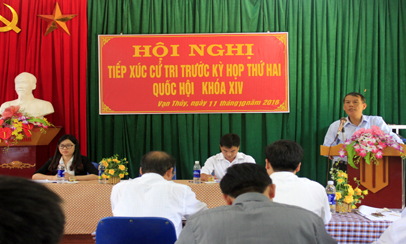 HỘI NGHỊ
TIẾP XÚC CỬ TRI TRƯỚC KỲ HỌP THỨ HAI
QUỐC HỘI KHÓA XIV
Vạn Thủy, ngày 11 tháng 10 năm 2016